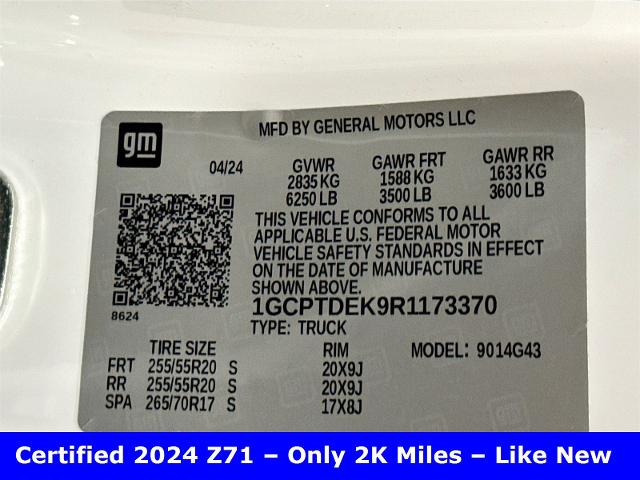 gm
MFD BY GENERAL MOTORS LLC
04/24 GVWR GAWR FRT GAWR RR
2835 KG 1588 KG 1633 KG
6250 LB 3500 LB 3600 LB
THIS VEHICLE CONFORMS TO ALL
APPLICABLE U.S. FEDERAL MOTOR
VEHICLE SAFETY STANDARDS IN EFFECT
ON THE DATE OF MANUFACTURE
SHOWN ABOVE.
8624
1GCPTDEK9R1173370
TYPE: TRUCK
TIRE SIZE RIM MODEL: 9014G43
FRT 255/55R20 S 20X9J
RR 255/55R20 S 20X9J
SPA 265/70R17 S 17X8J
Certified 2024 Z71 – Only 2K Miles – Like New